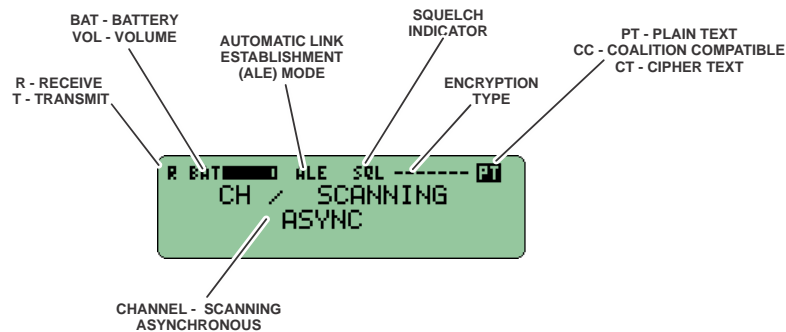 BAT - BATTERY
VOL - VOLUME
R - RECEIVE
T - TRANSMIT
AUTOMATIC LINK
ESTABLISHMENT
(ALE) MODE
SQUELCH
INDICATOR
ENCRYPTION
TYPE
PT - PLAIN TEXT
CC - COALITION COMPATIBLE
CT - CIPHER TEXT
R BAT ALE SQL ------- PT
CH / SCANNING
ASYNC
CHANNEL - SCANNING
ASYNCHRONOUS